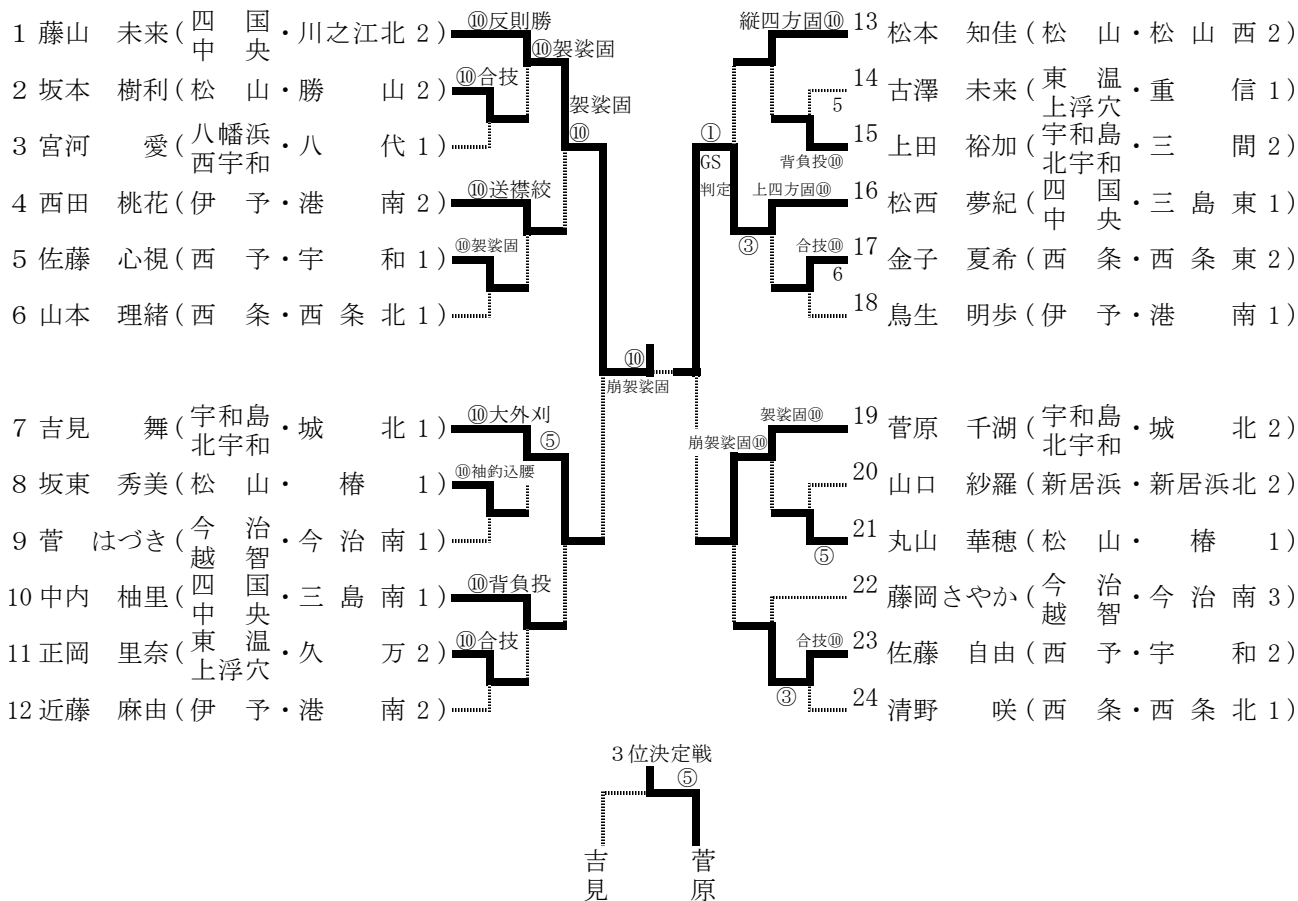 1 藤山 未来(四国中央・川之江北 2)
⑩反則勝
⑩袈裟固
2 坂本 樹利(松山・勝山 2)
⑩合技
袈裟固
⑩
3 宮河 愛(八幡浜西宇和・八代 1)
4 西田 桃花(伊予・港南 2)
⑩送襟絞
5 佐藤 心視(西予・宇和 1)
⑩袈裟固
6 山本 理緒(西条・西条北 1)
7 吉見 舞(宇和島北宇和・城北 1)
⑩大外刈
⑤
8 坂東 秀美(松山・椿 1)
⑩袖釣込腰
9 菅 はづき(今治越智・今治南 1)
10 中内 柚里(四国中央・三島南 1)
⑩背負投
11 正岡 里奈(東温上浮穴・久万 2)
⑩合技
12 近藤 麻由(伊予・港南 2)
⑩
崩袈裟固
縦四方固⑩
13 松本 知佳(松山・松山西 2)
14 古澤 未来(東温上浮穴・重信 1)
5
15 上田 裕加(宇和島北宇和・三間 2)
背負投⑩
①
GS
判定
上四方固⑩
16 松西 夢紀(四国中央・三島東 1)
③
合技⑩
17 金子 夏希(西条・西条東 2)
6
18 鳥生 明歩(伊予・港南 1)
袈裟固⑩
19 菅原 千湖(宇和島北宇和・城北 2)
崩袈裟固⑩
20 山口 紗羅(新居浜・新居浜北 2)
21 丸山 華穂(松山・椿 1)
⑤
22 藤岡さやか(今治越智・今治南 3)
合技⑩
23 佐藤 自由(西予・宇和 2)
③
24 清野 咲(西条・西条北 1)
3位決定戦
⑤
吉見
菅原